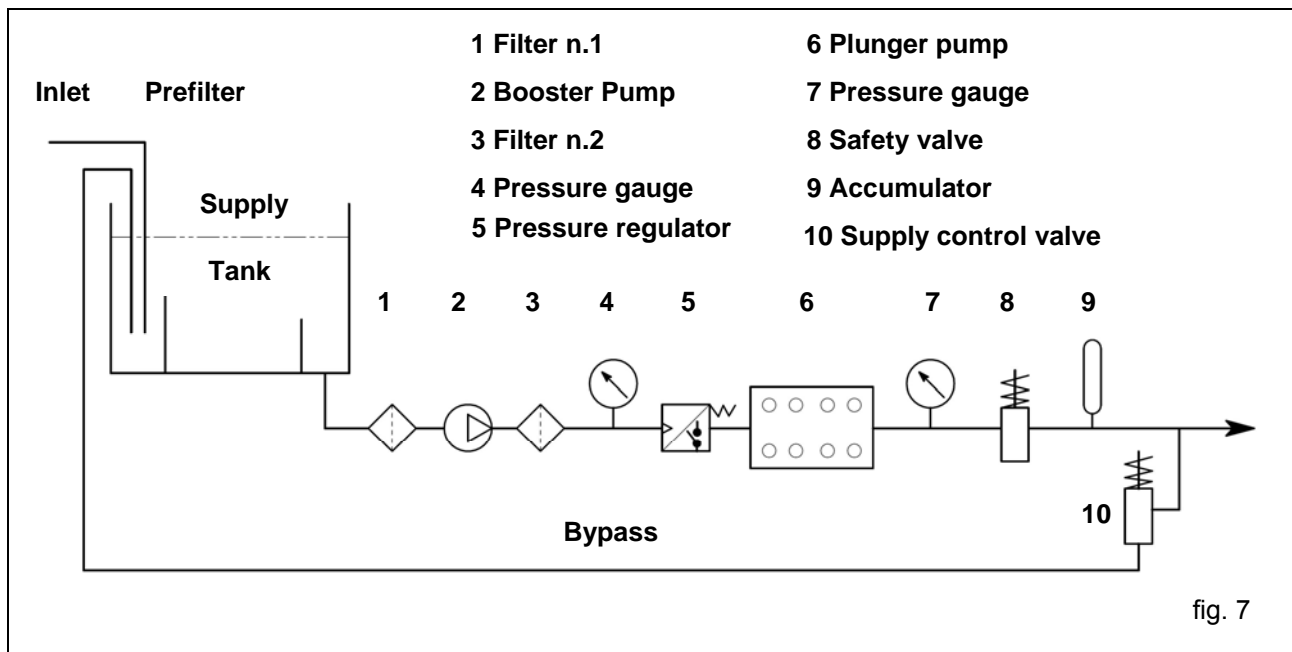 1 Filter n.1
6 Plunger pump
Inlet
Prefilter
2 Booster Pump
7 Pressure gauge
3 Filter n.2
8 Safety valve
4 Pressure gauge
9 Accumulator
5 Pressure regulator
10 Supply control valve
Supply
Tank
1 2 3 4 5 6 7 8 9
10
Bypass
fig. 7